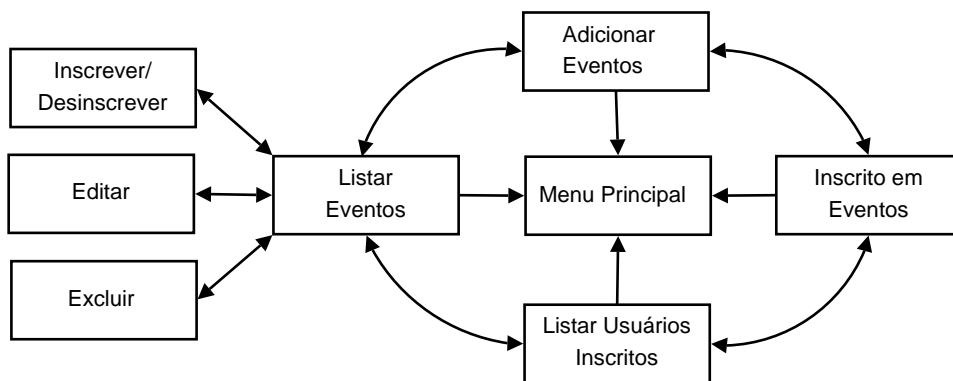 Adicionar
Eventos
Inscrever/
Desinscrever
Editar
Listar
Eventos
Menu Principal
Inscrito em
Eventos
Excluir
Listar Usuários
Inscritos